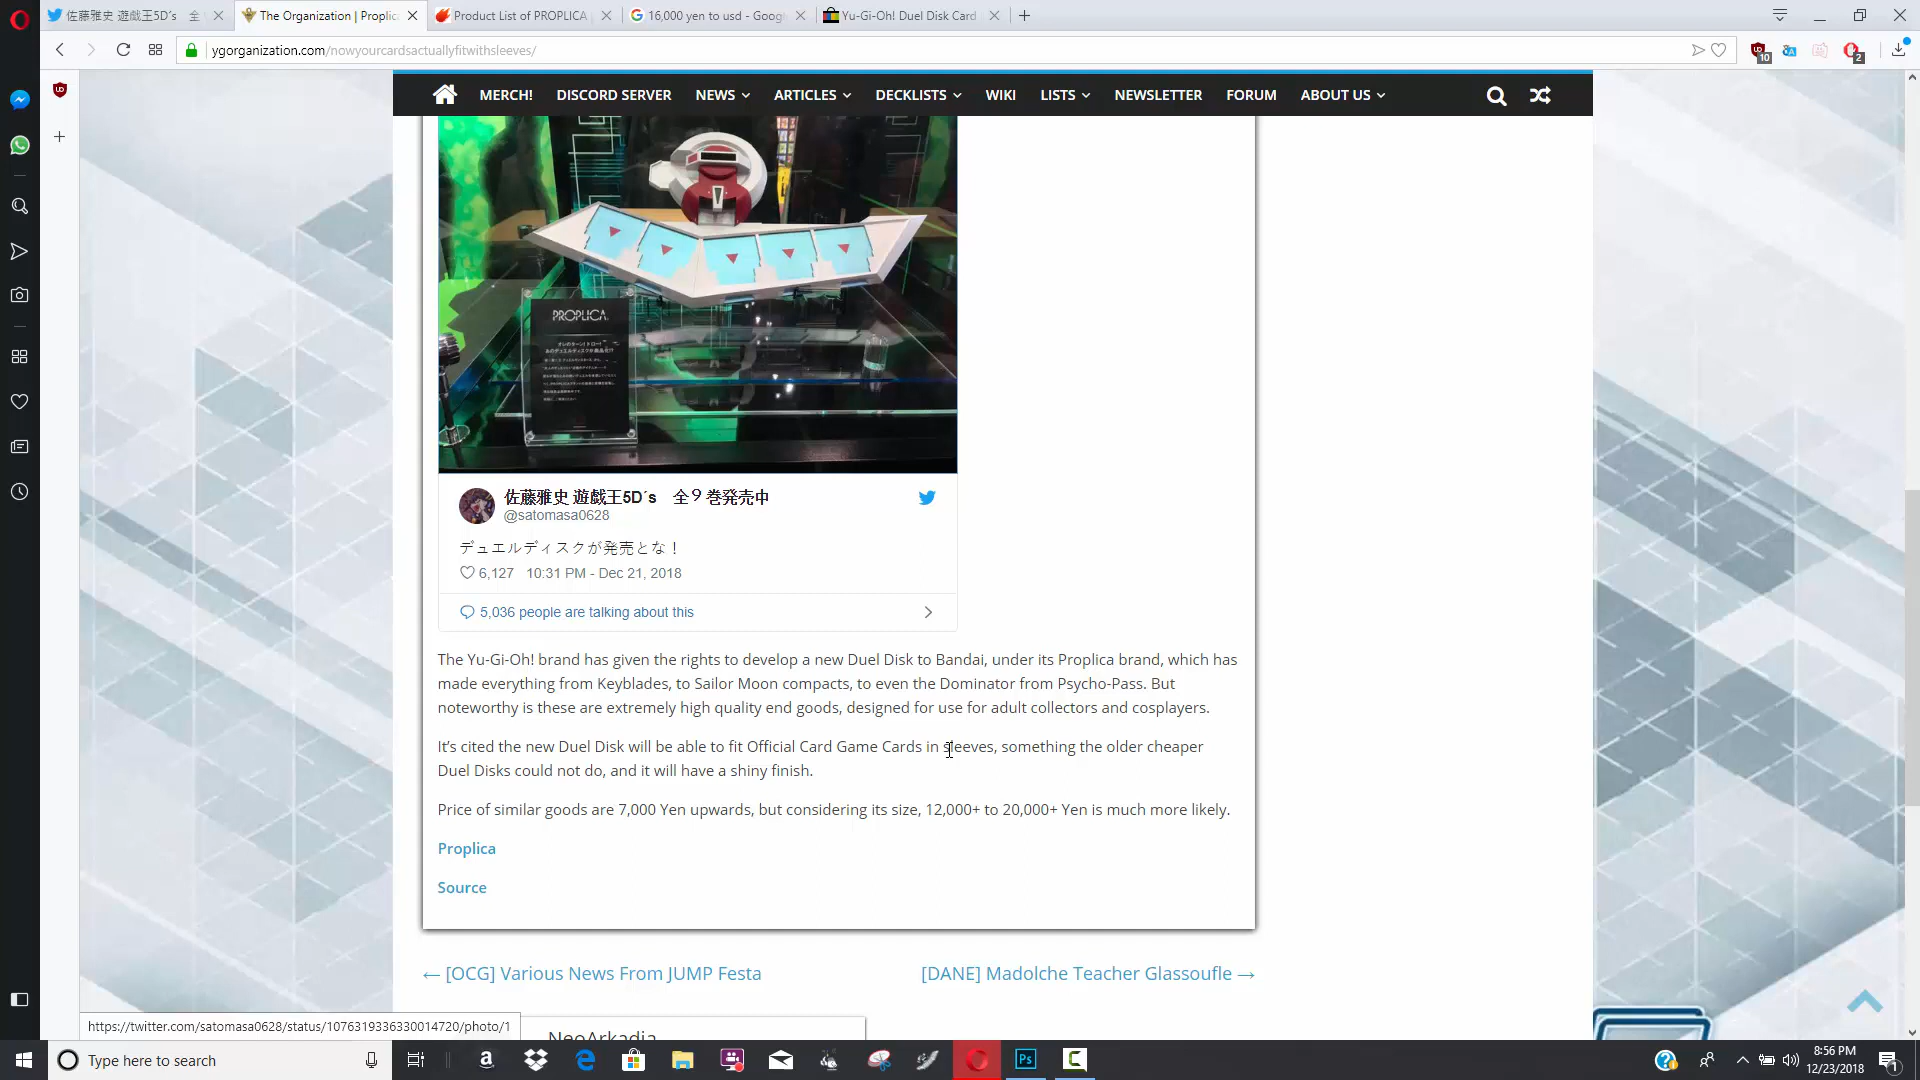 佐藤雅史 遊戯王5D´s 全
The Organization | Proplic
Product List of PROPLICA
16,000 yen to usd - Goog
Yu-Gi-Oh! Duel Disk Card
ygorganization.com/nowyourcardsactuallyfitwithsleeves/
10
2
MERCH!
DISCORD SERVER
NEWS
ARTICLES
DECKLISTS
WIKI
LISTS
NEWSLETTER
FORUM
ABOUT US
PROPLICA
佐藤雅史 遊戯王5D´s　全９巻発売中
@satomasa0628
デュエルディスクが発売とな！
6,127 10:31 PM - Dec 21, 2018
5,036 people are talking about this
The Yu-Gi-Oh! brand has given the rights to develop a new Duel Disk to Bandai, under its Proplica brand, which has
made everything from Keyblades, to Sailor Moon compacts, to even the Dominator from Psycho-Pass. But
noteworthy is these are extremely high quality end goods, designed for use for adult collectors and cosplayers.
It’s cited the new Duel Disk will be able to fit Official Card Game Cards in sleeves, something the older cheaper
Duel Disks could not do, and it will have a shiny finish.
Price of similar goods are 7,000 Yen upwards, but considering its size, 12,000+ to 20,000+ Yen is much more likely.
Proplica
Source
← [OCG] Various News From JUMP Festa
[DANE] Madolche Teacher Glassoufle →
NeoArkadia
https://twitter.com/satomasa0628/status/1076319336330014720/photo/1
Type here to search
Ps
8:56 PM
12/23/2018
1